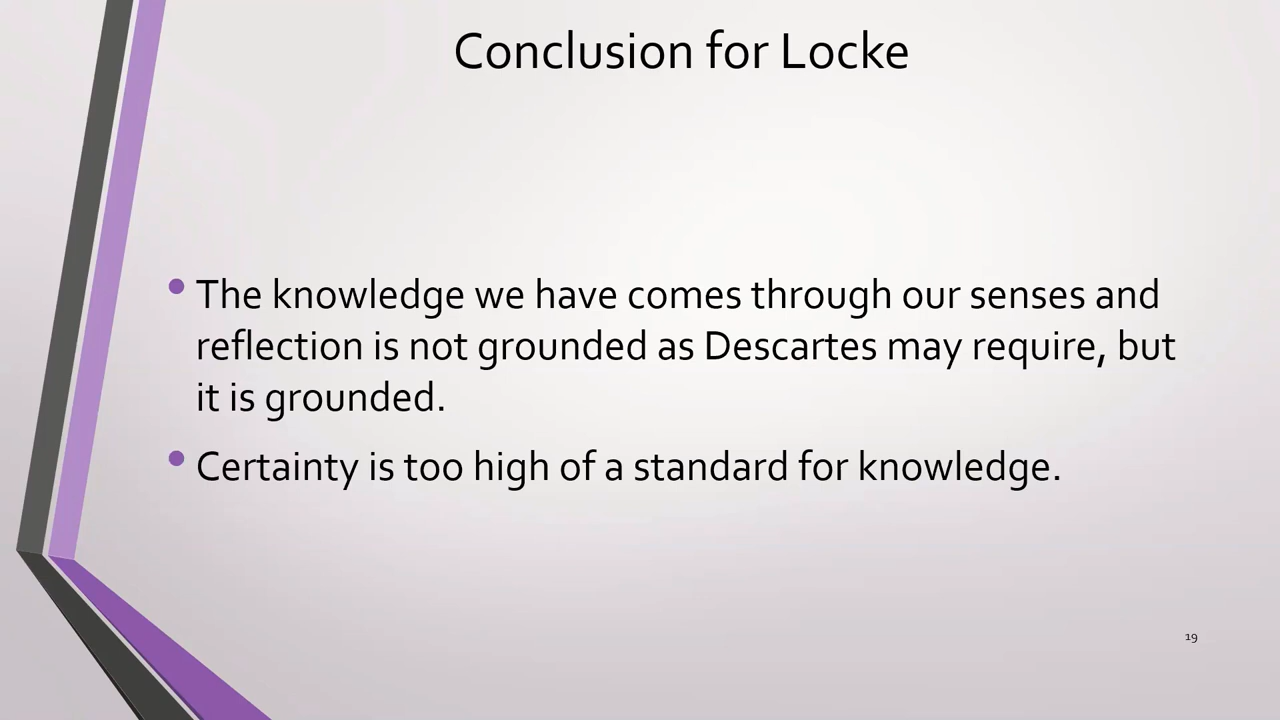 Conclusion for Locke
• The knowledge we have comes through our senses and
reflection is not grounded as Descartes may require, but
it is grounded.
• Certainty is too high of a standard for knowledge.
19